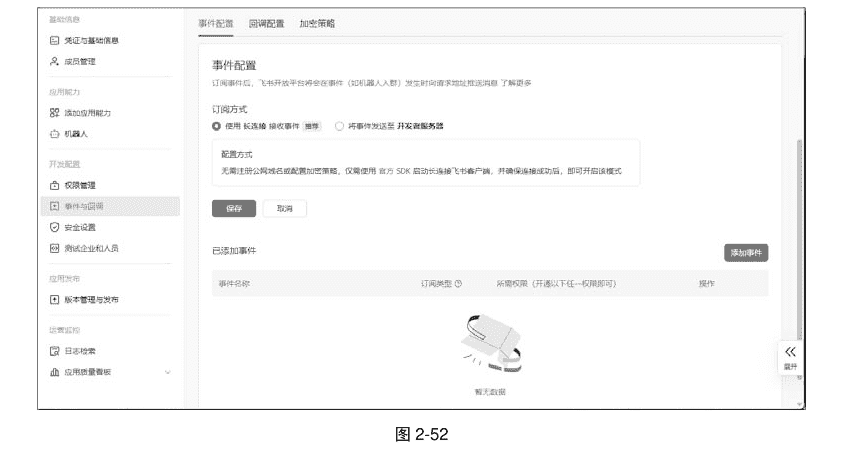 基础信息
凭证与基础信息
成员管理
应用能力
添加应用能力
机器人
开发配置
权限管理
事件与回调
安全设置
测试企业和人员
应用发布
版本管理与发布
运营监控
日志检索
应用质量看板
事件配置 回调配置 加密策略
事件配置
订阅事件后，飞书开放平台将会在事件（如机器人入群）发生时向请求地址推送消息 了解更多
订阅方式
使用 长连接 接收事件 推荐 将事件发送至 开发者服务器
配置方式
无需注册公网域名或配置加密策略，仅需使用 官方 SDK 启动长连接飞书客户端，并确保连接成功后，即可开启该模式
保存 取消
已添加事件 添加事件
事件名称 订阅类型 所需权限（开通以下任一权限即可） 操作
暂无数据
展开
图 2-52